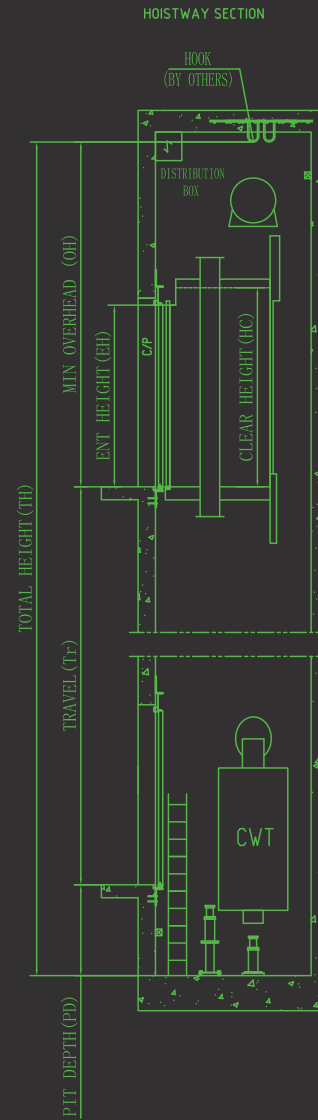 HOISTWAY SECTION
HOOK
(BY OTHERS)
DISTRIBUTION
BOX
MIN OVERHEAD (OH)
ENT HEIGHT(EH)
C/P
CLEAR HEIGHT(HC)
TOTAL HEIGHT(TH)
TRAVEL(Tr)
CWT
PIT DEPTH(PD)